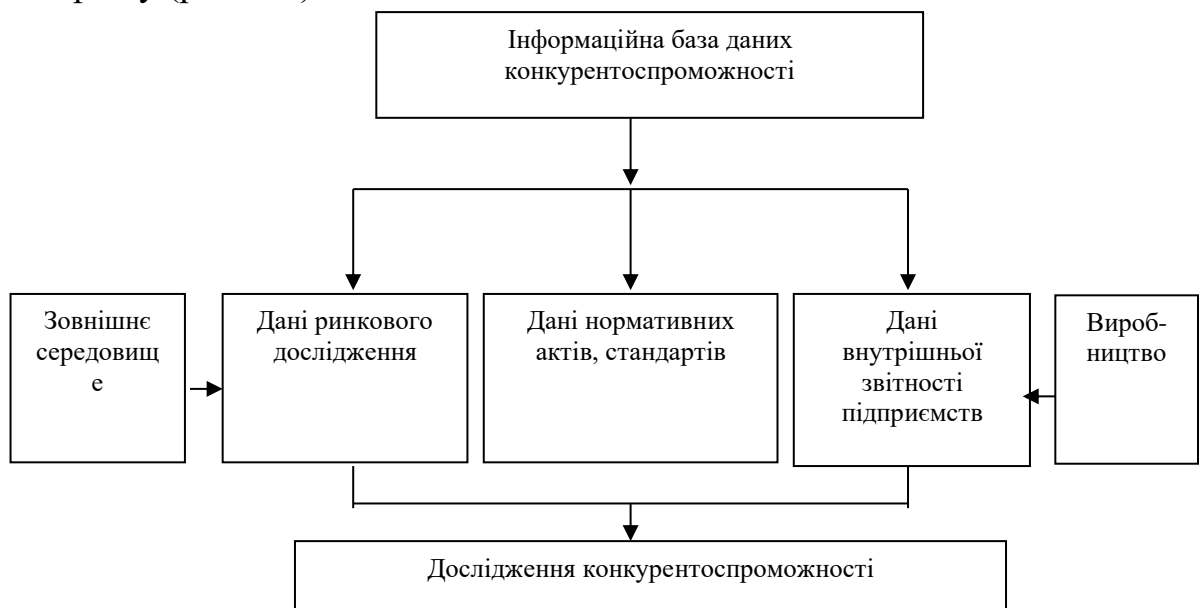 Інформаційна база даних
конкурентоспроможності
Зовнішнє
середовищ
е
Дані ринкового
дослідження
Дані нормативних
актів, стандартів
Дані
внутрішньої
звітності
підприємств
Вироб-
ництво
Дослідження конкурентоспроможності